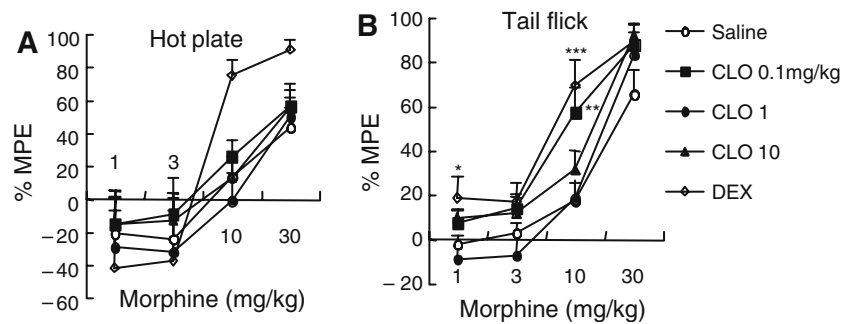 A
Hot plate
% MPE
100
80
60
40
20
0
−20
−40
−60
1
3
10
30
Morphine (mg/kg)
B
Tail flick
% MPE
100
80
60
40
20
0
−20
*
***
**
1
3
10
30
Morphine (mg/kg)
Saline
CLO 0.1mg/kg
CLO 1
CLO 10
DEX